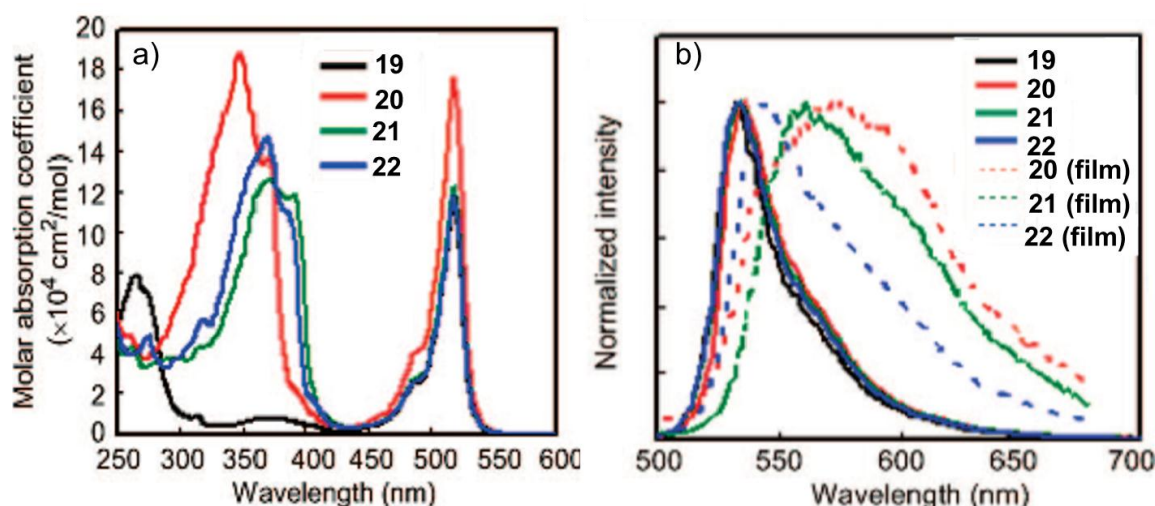 a)
Molar absorption coefficient
(×10⁴ cm²/mol)
20
18
16
14
12
10
8
6
4
2
0
19
20
21
22
250 300 350 400 450 500 550 600
Wavelength (nm)
b)
Normalized intensity
19
20
21
22
20 (film)
21 (film)
22 (film)
500 550 600 650 700
Wavelength (nm)